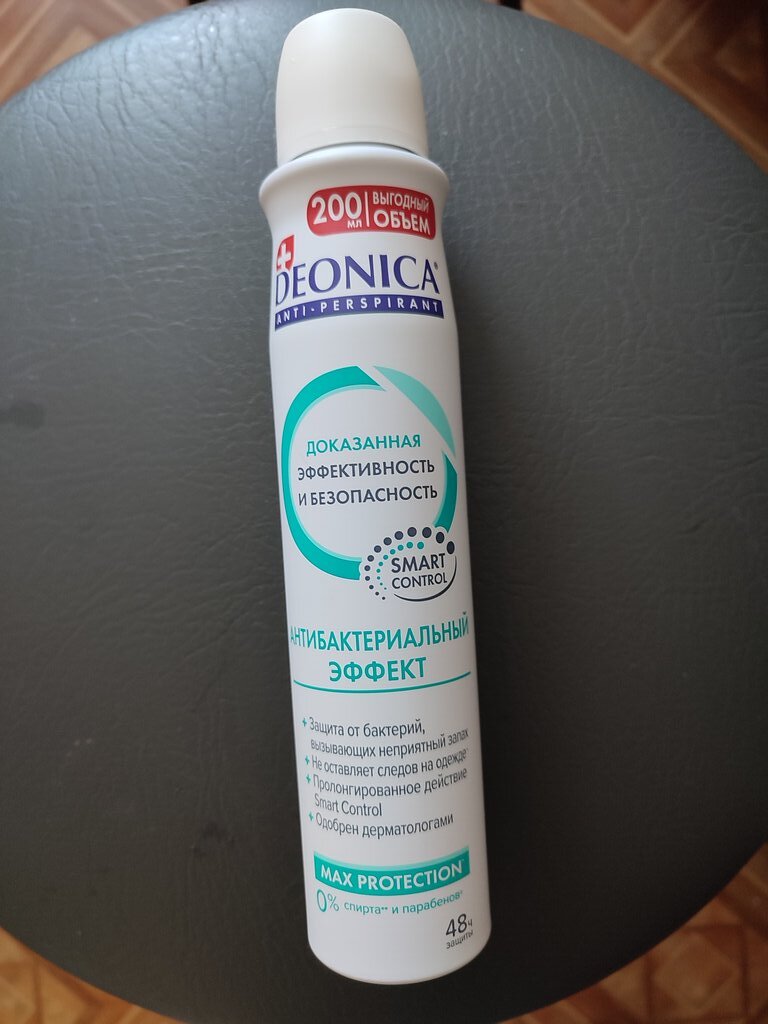 200 мл ВЫГОДНЫЙ
ОБЪЕМ
DEONICA®
ANTI-PERSPIRANT
ДОКАЗАННАЯ
ЭФФЕКТИВНОСТЬ
И БЕЗОПАСНОСТЬ
SMART
CONTROL
АНТИБАКТЕРИАЛЬНЫЙ
ЭФФЕКТ
+ Защита от бактерий,
вызывающих неприятный запах
+ Не оставляет следов на одежде*
+ Пролонгированное действие
Smart Control
+ Одобрен дерматологами
MAX PROTECTION
0% спирта** и парабенов
48ч
защиты